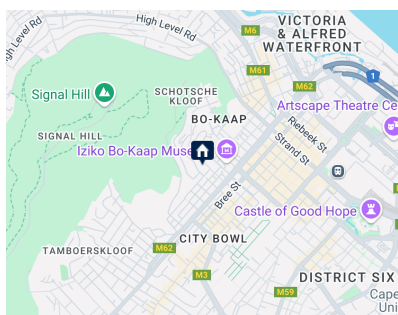 High Level Rd
High Level Rd
VICTORIA
& ALFRED
WATERFRONT
M6
M61
1
M62
Signal Hill
SCHOTSCHE
KLOOF
Artscape Theatre Ce
BO-KAAP
Riebeek St
SIGNAL HILL
Strand St
Iziko Bo-Kaap Muse
Bree St
Castle of Good Hope
CITY BOWL
M62
TAMBOERSKLOOF
M3
DISTRICT SIX
M59
Cape
Uni